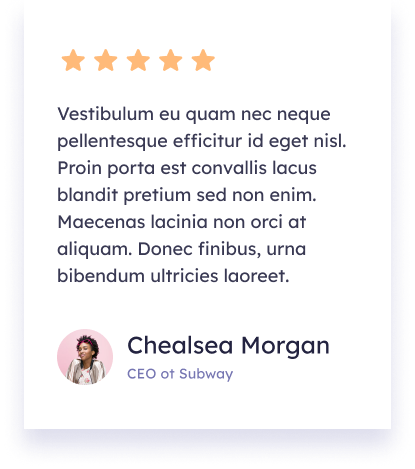 Vestibulum eu quam nec neque
pellentesque efficitur id eget nisl.
Proin porta est convallis lacus
blandit pretium sed non enim.
Maecenas lacinia non orci at
aliquam. Donec finibus, urna
bibendum ultricies laoreet.
Chealsea Morgan
CEO ot Subway